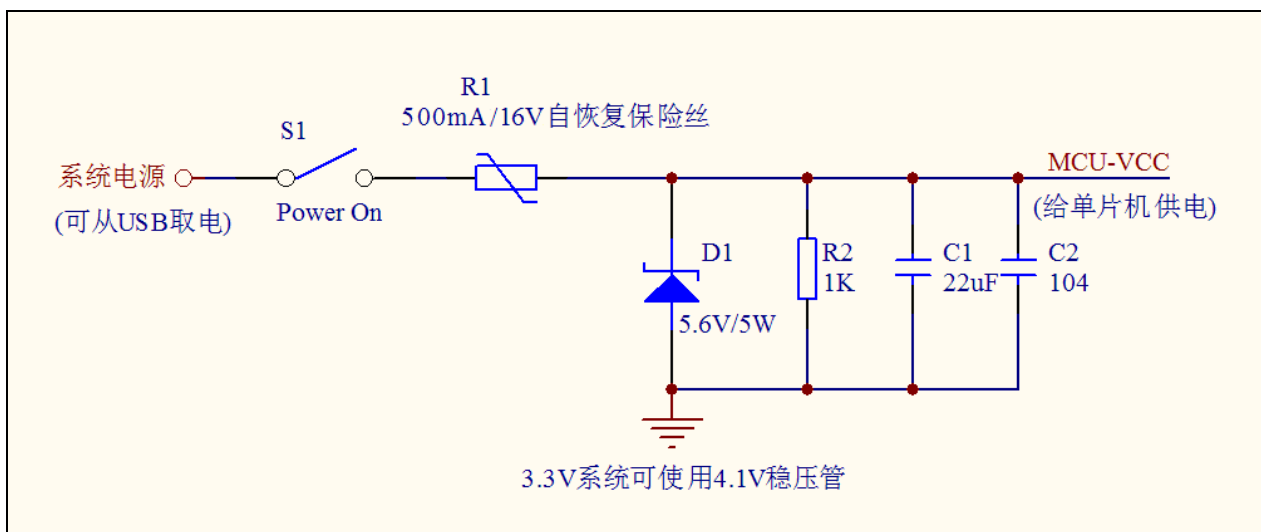 R1
500mA/16V自恢复保险丝
S1
系统电源
(可从USB取电)
Power On
MCU-VCC
(给单片机供电)
D1
5.6V/5W
R2
1K
C1
22uF
C2
104
3.3V系统可使用4.1V稳压管